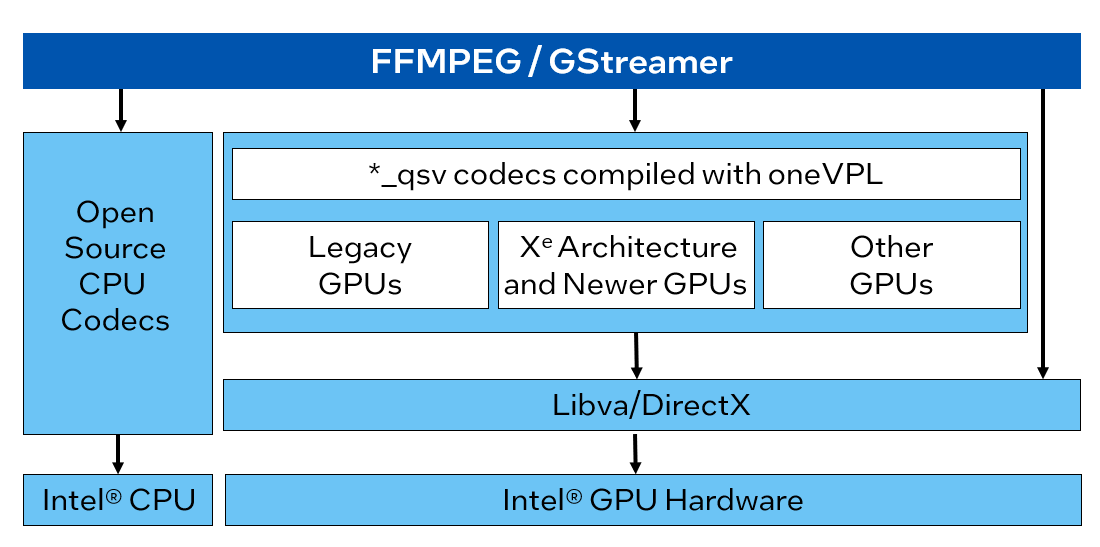 FFMPEG / GStreamer
Open
Source
CPU
Codecs
*_qsv codecs compiled with oneVPL
Legacy
GPUs
Xᵉ Architecture
and Newer GPUs
Other
GPUs
Libva/DirectX
Intel® CPU
Intel® GPU Hardware